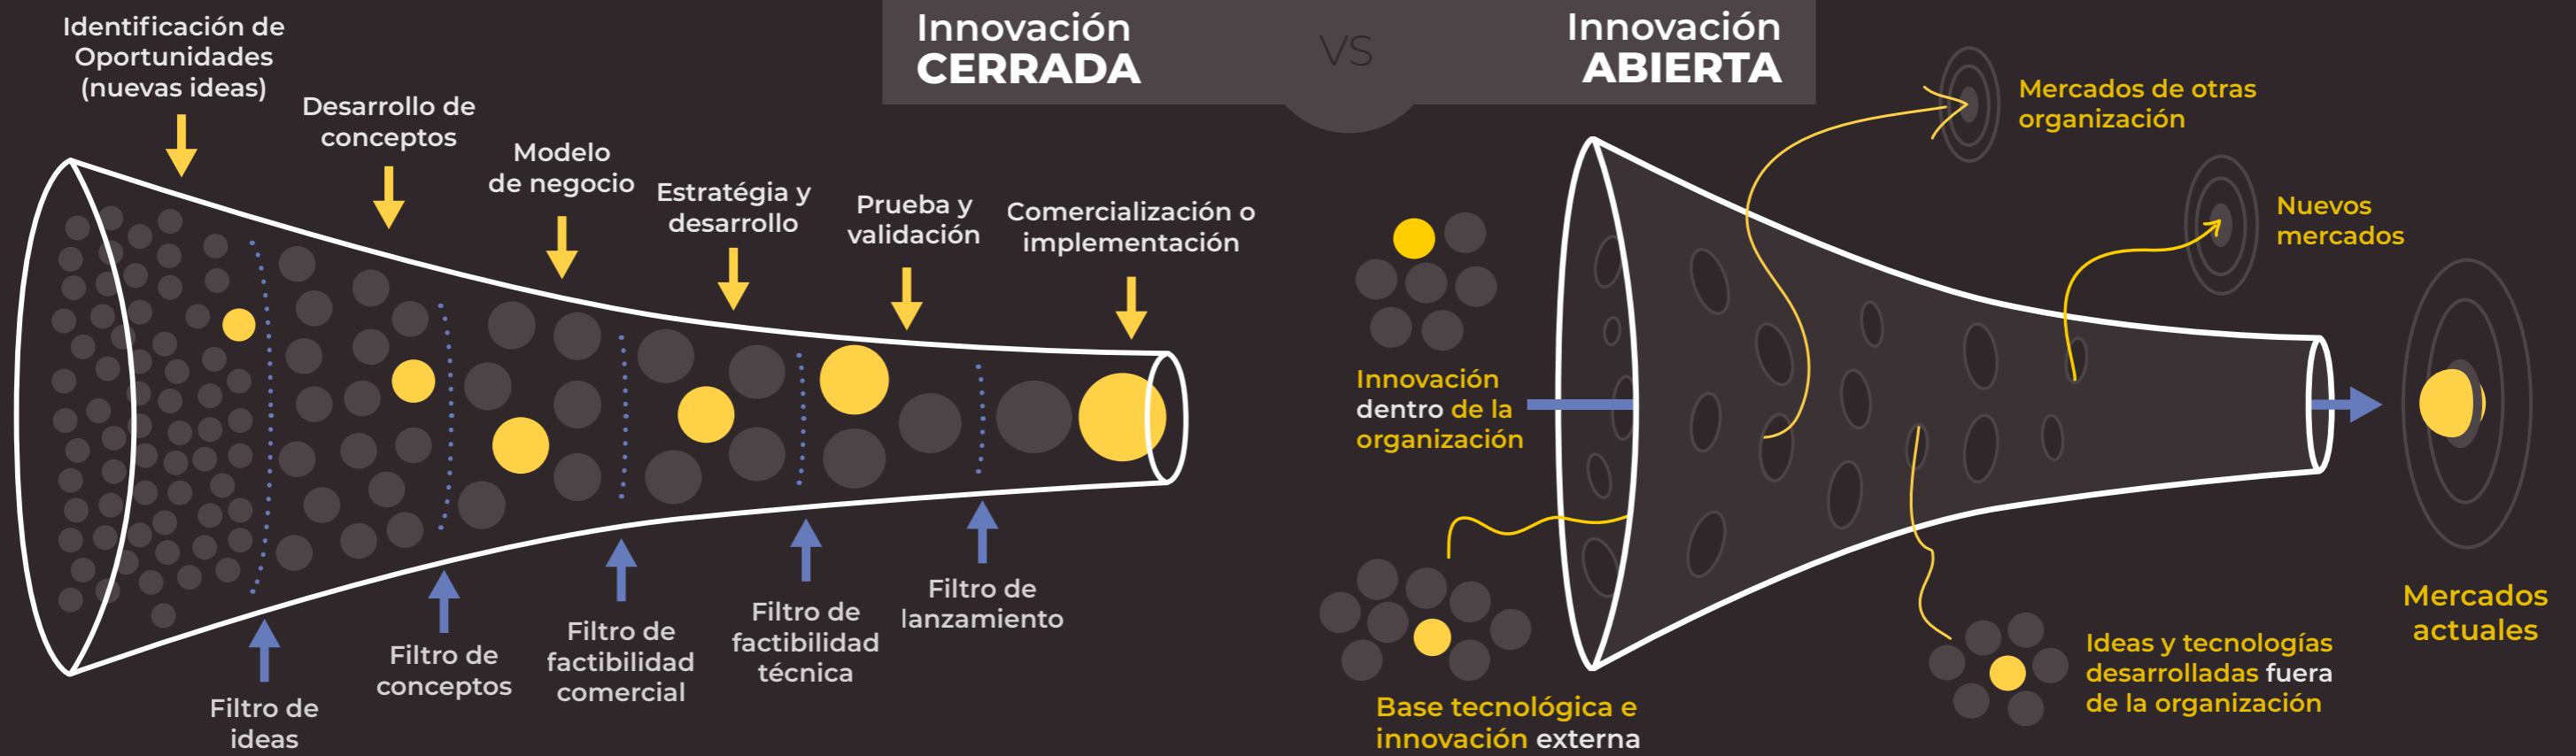 Innovación
CERRADA
VS
Innovación
ABIERTA
Identificación de
Oportunidades
(nuevas ideas)
Desarrollo de
conceptos
Modelo
de negocio
Estratégia y
desarrollo
Prueba y
validación
Comercialización o
implementación
Filtro de
ideas
Filtro de
conceptos
Filtro de
factibilidad
comercial
Filtro de
factibilidad
técnica
Filtro de
lanzamiento
Mercados de otras
organización
Nuevos
mercados
Innovación
dentro de la
organización
Base tecnológica e
innovación externa
Ideas y tecnologías
desarrolladas fuera
de la organización
Mercados
actuales